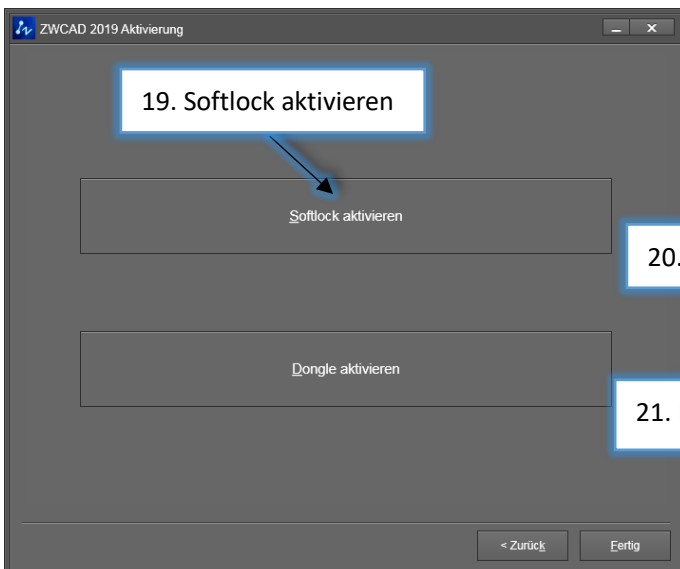 ZWCAD 2019 Aktivierung
19. Softlock aktivieren
Softlock aktivieren
20.
Dongle aktivieren
21.
< Zurück
Fertig